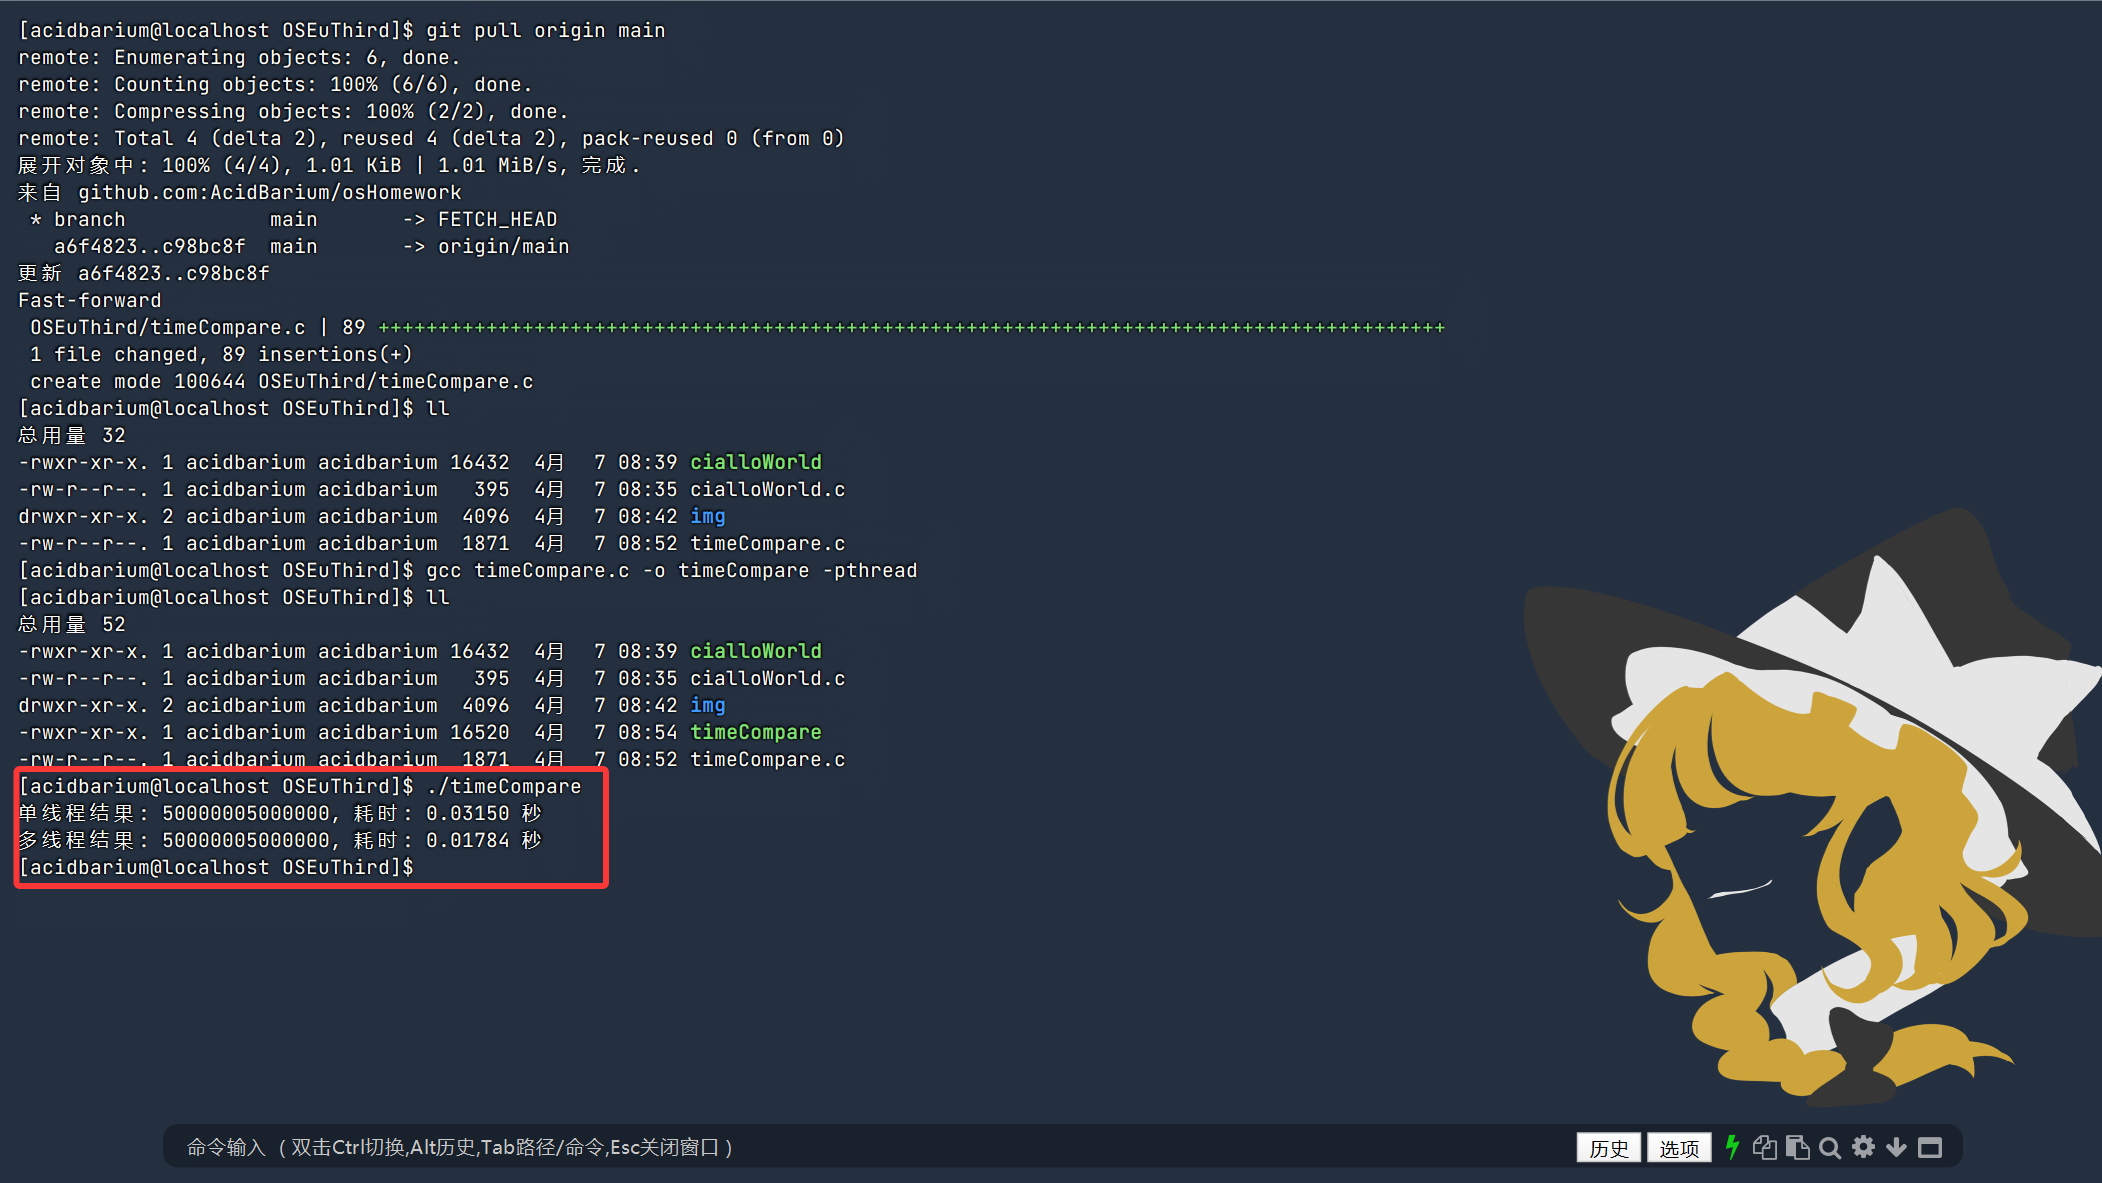 [acidbarium@localhost OSEuThird]$ git pull origin main
remote: Enumerating objects: 6, done.
remote: Counting objects: 100% (6/6), done.
remote: Compressing objects: 100% (2/2), done.
remote: Total 4 (delta 2), reused 4 (delta 2), pack-reused 0 (from 0)
展开对象中: 100% (4/4), 1.01 KiB | 1.01 MiB/s, 完成.
来自 github.com:AcidBarium/osHomework
 * branch            main       -> FETCH_HEAD
   a6f4823..c98bc8f  main       -> origin/main
更新 a6f4823..c98bc8f
Fast-forward
 OSEuThird/timeCompare.c | 89 +++++++++++++++++++++++++++++++++++++++++++++++++++++++++++++++++++++++++++++++++++++++++
 1 file changed, 89 insertions(+)
 create mode 100644 OSEuThird/timeCompare.c
[acidbarium@localhost OSEuThird]$ ll
总用量 32
-rwxr-xr-x. 1 acidbarium acidbarium 16432  4月   7 08:39 cialloWorld
-rw-r--r--. 1 acidbarium acidbarium   395  4月   7 08:35 cialloWorld.c
drwxr-xr-x. 2 acidbarium acidbarium  4096  4月   7 08:42 img
-rw-r--r--. 1 acidbarium acidbarium  1871  4月   7 08:52 timeCompare.c
[acidbarium@localhost OSEuThird]$ gcc timeCompare.c -o timeCompare -pthread
[acidbarium@localhost OSEuThird]$ ll
总用量 52
-rwxr-xr-x. 1 acidbarium acidbarium 16432  4月   7 08:39 cialloWorld
-rw-r--r--. 1 acidbarium acidbarium   395  4月   7 08:35 cialloWorld.c
drwxr-xr-x. 2 acidbarium acidbarium  4096  4月   7 08:42 img
-rwxr-xr-x. 1 acidbarium acidbarium 16520  4月   7 08:54 timeCompare
-rw-r--r--. 1 acidbarium acidbarium  1871  4月   7 08:52 timeCompare.c
[acidbarium@localhost OSEuThird]$ ./timeCompare
单线程结果: 50000005000000, 耗时: 0.03150 秒
多线程结果: 50000005000000, 耗时: 0.01784 秒
[acidbarium@localhost OSEuThird]$
命令输入 (双击Ctrl切换,Alt历史,Tab路径/命令,Esc关闭窗口) 历史 选项